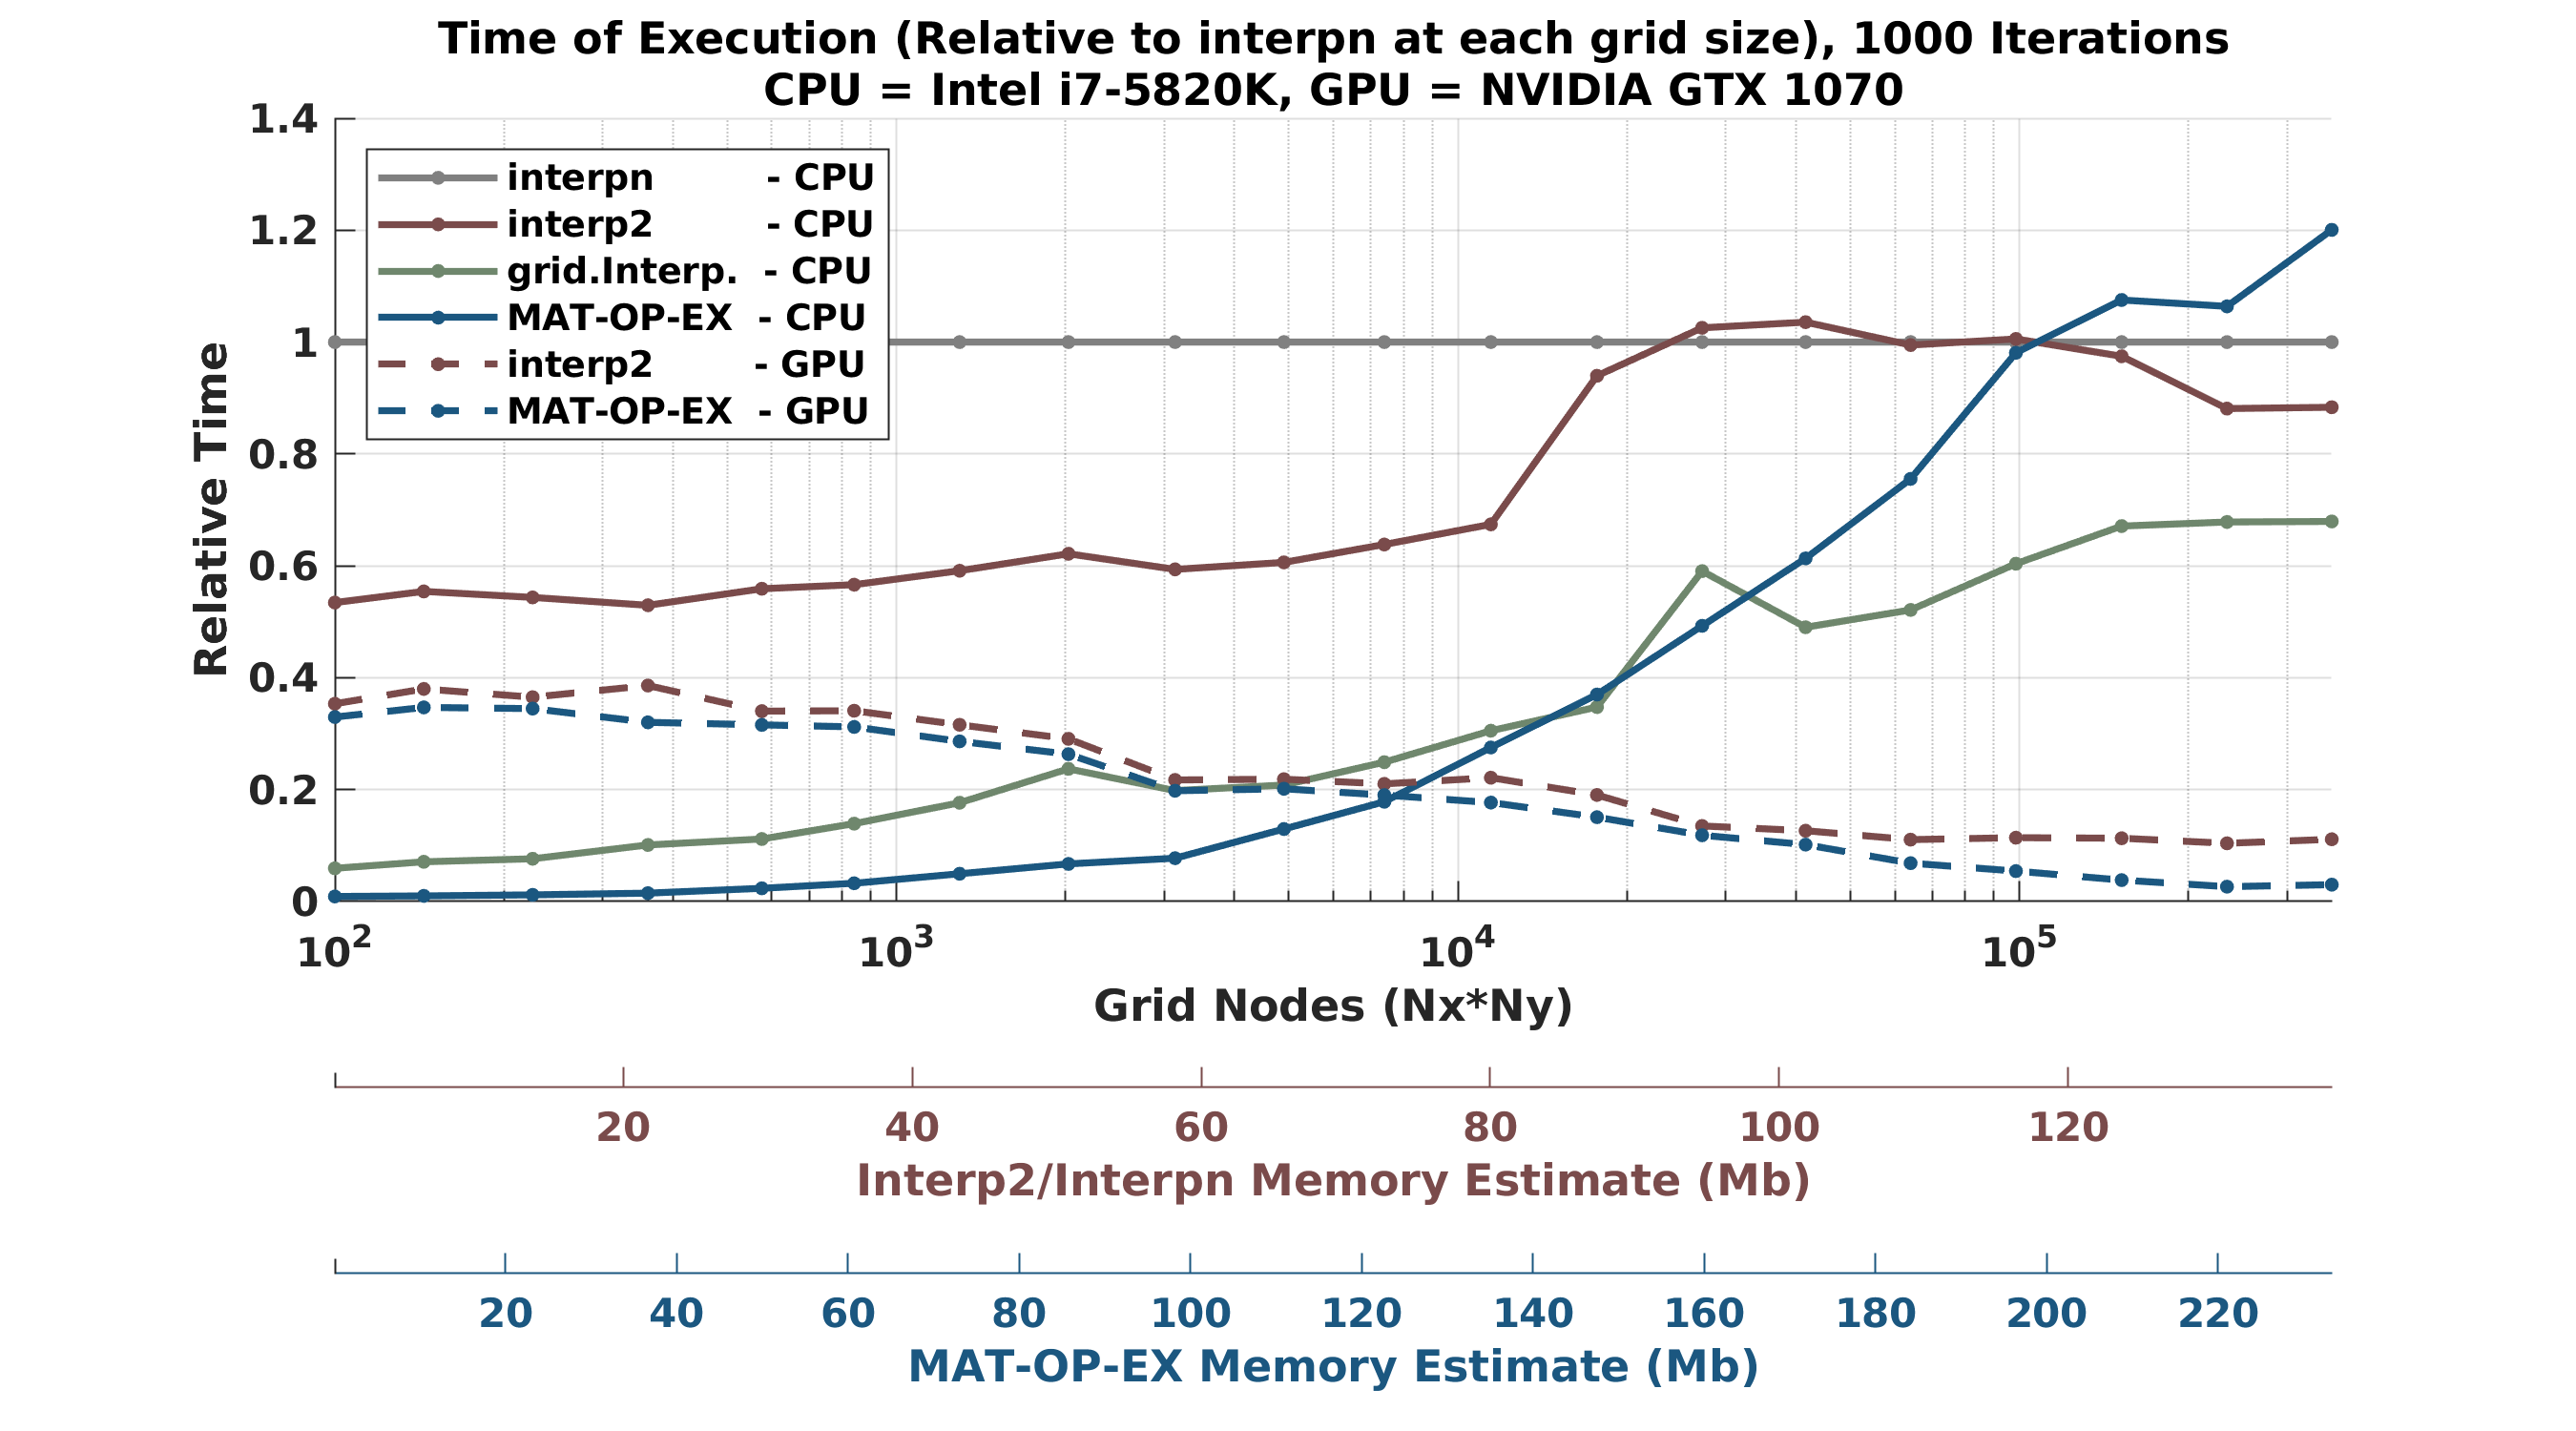 Time of Execution (Relative to interpn at each grid size), 1000 Iterations
CPU = Intel i7-5820K, GPU = NVIDIA GTX 1070
1.4
1.2
1
0.8
0.6
0.4
0.2
0
Relative Time
interpn - CPU
interp2 - CPU
grid.Interp. - CPU
MAT-OP-EX - CPU
interp2 - GPU
MAT-OP-EX - GPU
10² 10³ 10⁴ 10⁵
Grid Nodes (Nx*Ny)
20 40 60 80 100 120
Interp2/Interpn Memory Estimate (Mb)
20 40 60 80 100 120 140 160 180 200 220
MAT-OP-EX Memory Estimate (Mb)